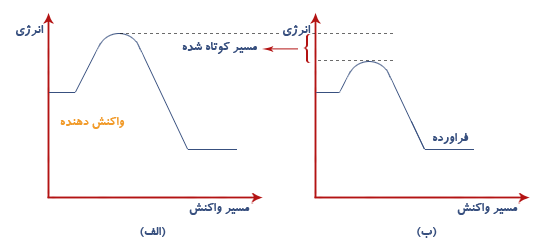 انرژی
انرژی
مسیر کوتاه شده
واکنش دهنده
فراورده
مسیر واکنش
مسیر واکنش
(الف)
(ب)